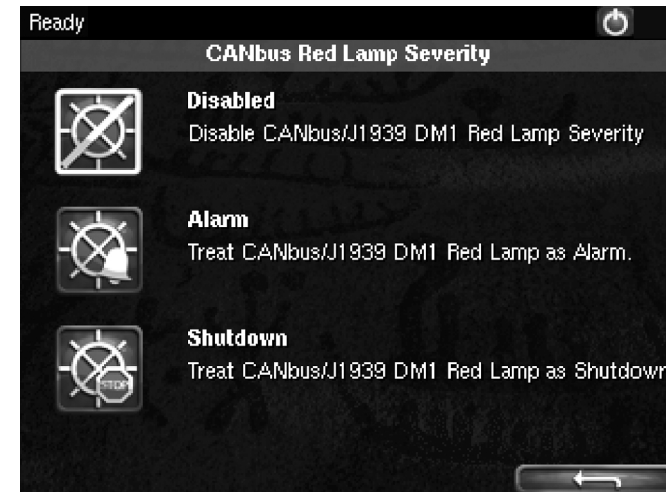 Ready
CANbus Red Lamp Severity
Disabled
Disable CANbus/J1939 DM1 Red Lamp Severity
Alarm
Treat CANbus/J1939 DM1 Red Lamp as Alarm.
Shutdown
Treat CANbus/J1939 DM1 Red Lamp as Shutdown
STOP